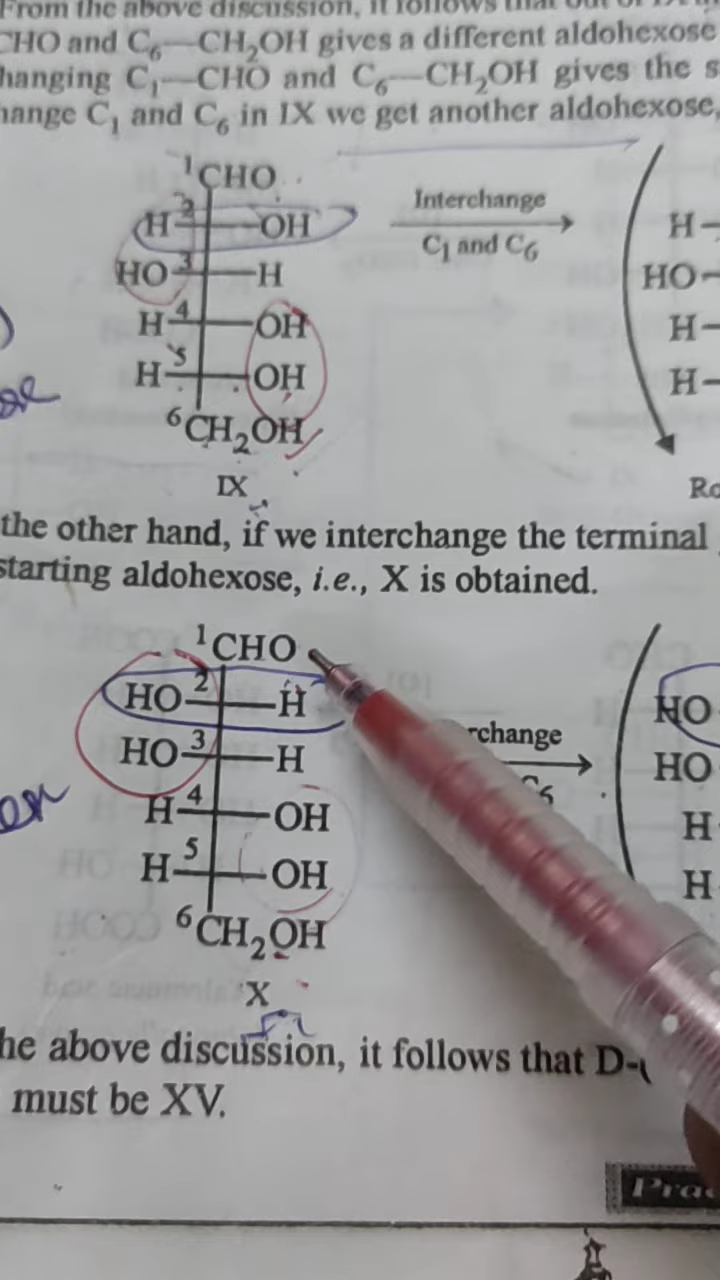 From the above discussion, it follows that out of IX
CHO and C6—CH2OH gives a different aldohexose
hanging C1—CHO and C6—CH2OH gives the s
hange C1 and C6 in IX we get another aldohexose,
1CHO
H 2 OH
HO 3 H
H 4 OH
H 5 OH
6CH2OH
IX
Interchange
C1 and C6
H
HO
H
H
Ro
the other hand, if we interchange the terminal
starting aldohexose, i.e., X is obtained.
1CHO
HO 2 H
HO 3 H
H 4 OH
H 5 OH
6CH2OH
X
rchange
C6
HO
HO
H
H
he above discussion, it follows that D-
must be XV.